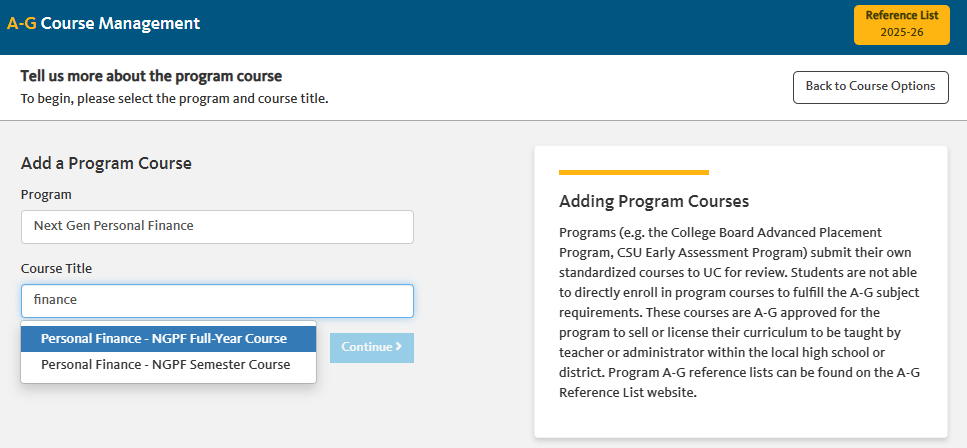 A-G Course Management
Reference List
2025-26
Tell us more about the program course
To begin, please select the program and course title.
Back to Course Options
Add a Program Course
Program
Next Gen Personal Finance
Course Title
finance
Personal Finance - NGPF Full-Year Course
Personal Finance - NGPF Semester Course
Continue >
Adding Program Courses
Programs (e.g. the College Board Advanced Placement
Program, CSU Early Assessment Program) submit their own
standardized courses to UC for review. Students are not able
to directly enroll in program courses to fulfill the A-G subject
requirements. These courses are A-G approved for the
program to sell or license their curriculum to be taught by
teacher or administrator within the local high school or
district. Program A-G reference lists can be found on the A-G
Reference List website.